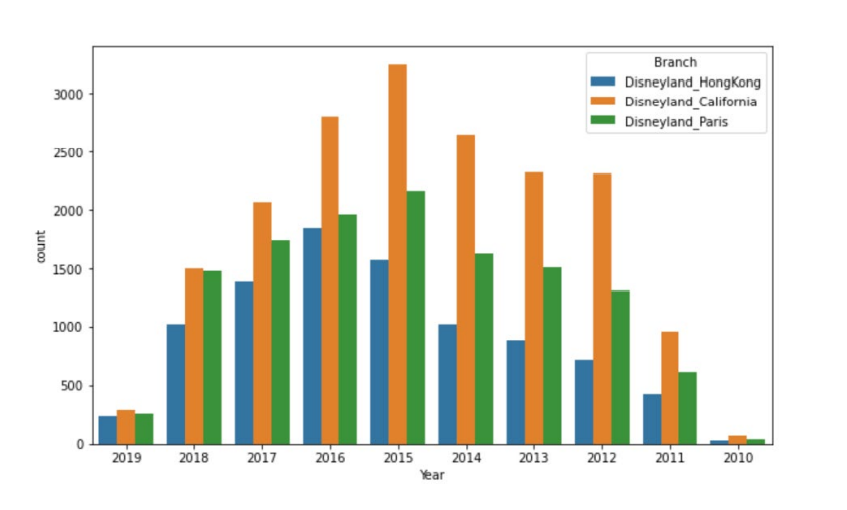 Branch
Disneyland_HongKong
Disneyland_California
Disneyland_Paris
3000
2500
2000
1500
1000
500
0
count
2019 2018 2017 2016 2015 2014 2013 2012 2011 2010
Year